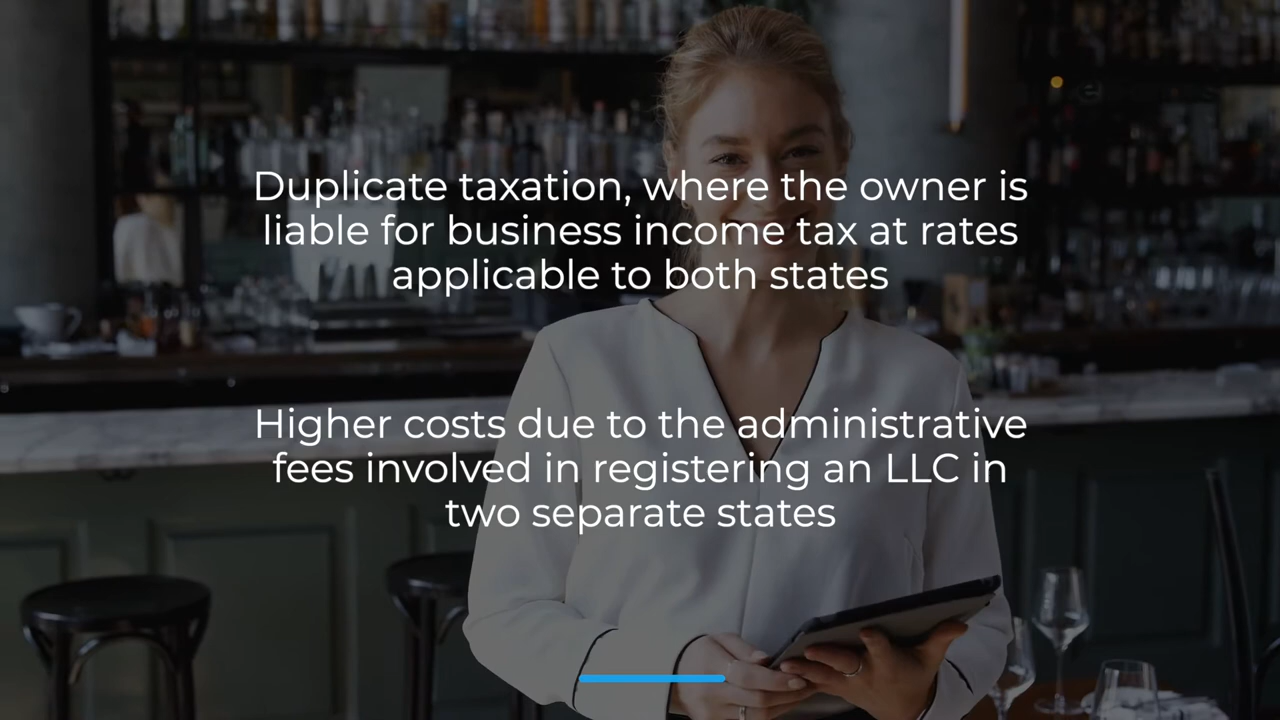 Duplicate taxation, where the owner is
liable for business income tax at rates
applicable to both states
Higher costs due to the administrative
fees involved in registering an LLC in
two separate states